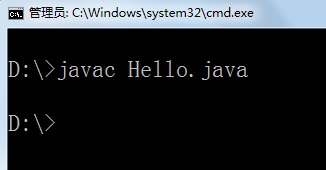 管理员: C:\Windows\system32\cmd.exe
D:\>javac Hello.java
D:\>